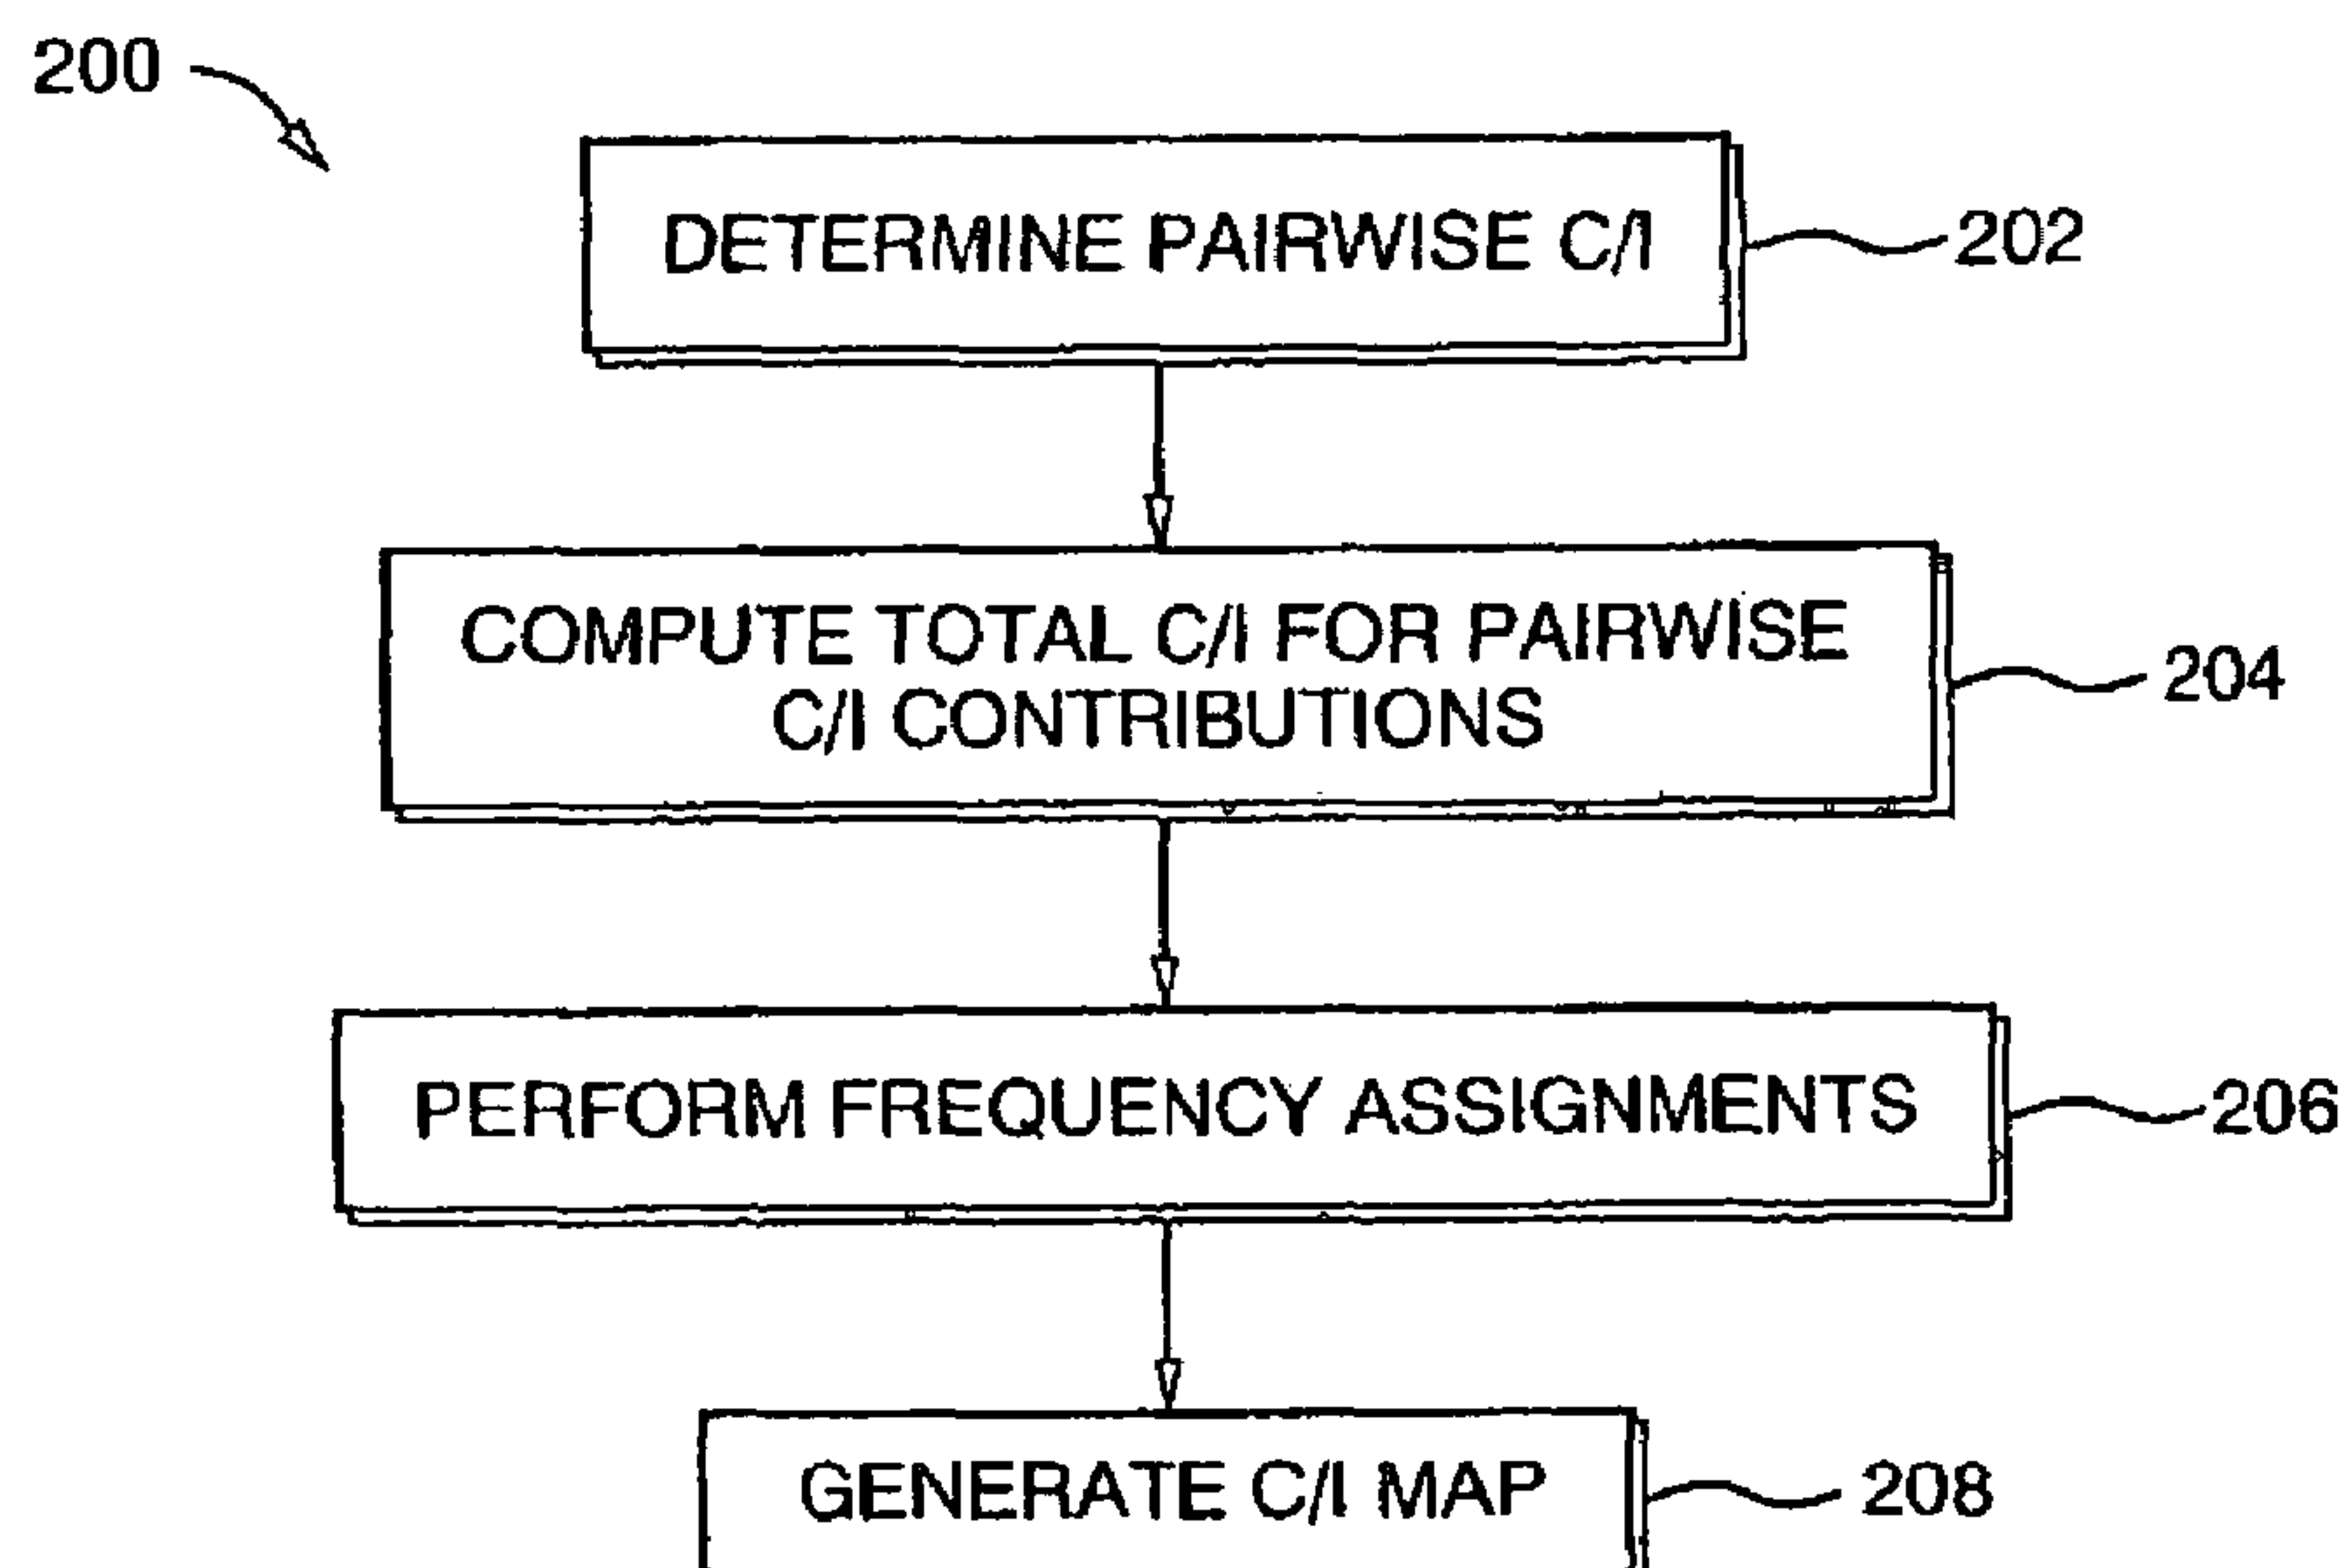 200
DETERMINE PAIRWISE C/I
202
COMPUTE TOTAL C/I FOR PAIRWISE
C/I CONTRIBUTIONS
204
PERFORM FREQUENCY ASSIGNMENTS
206
GENERATE C/I MAP
208